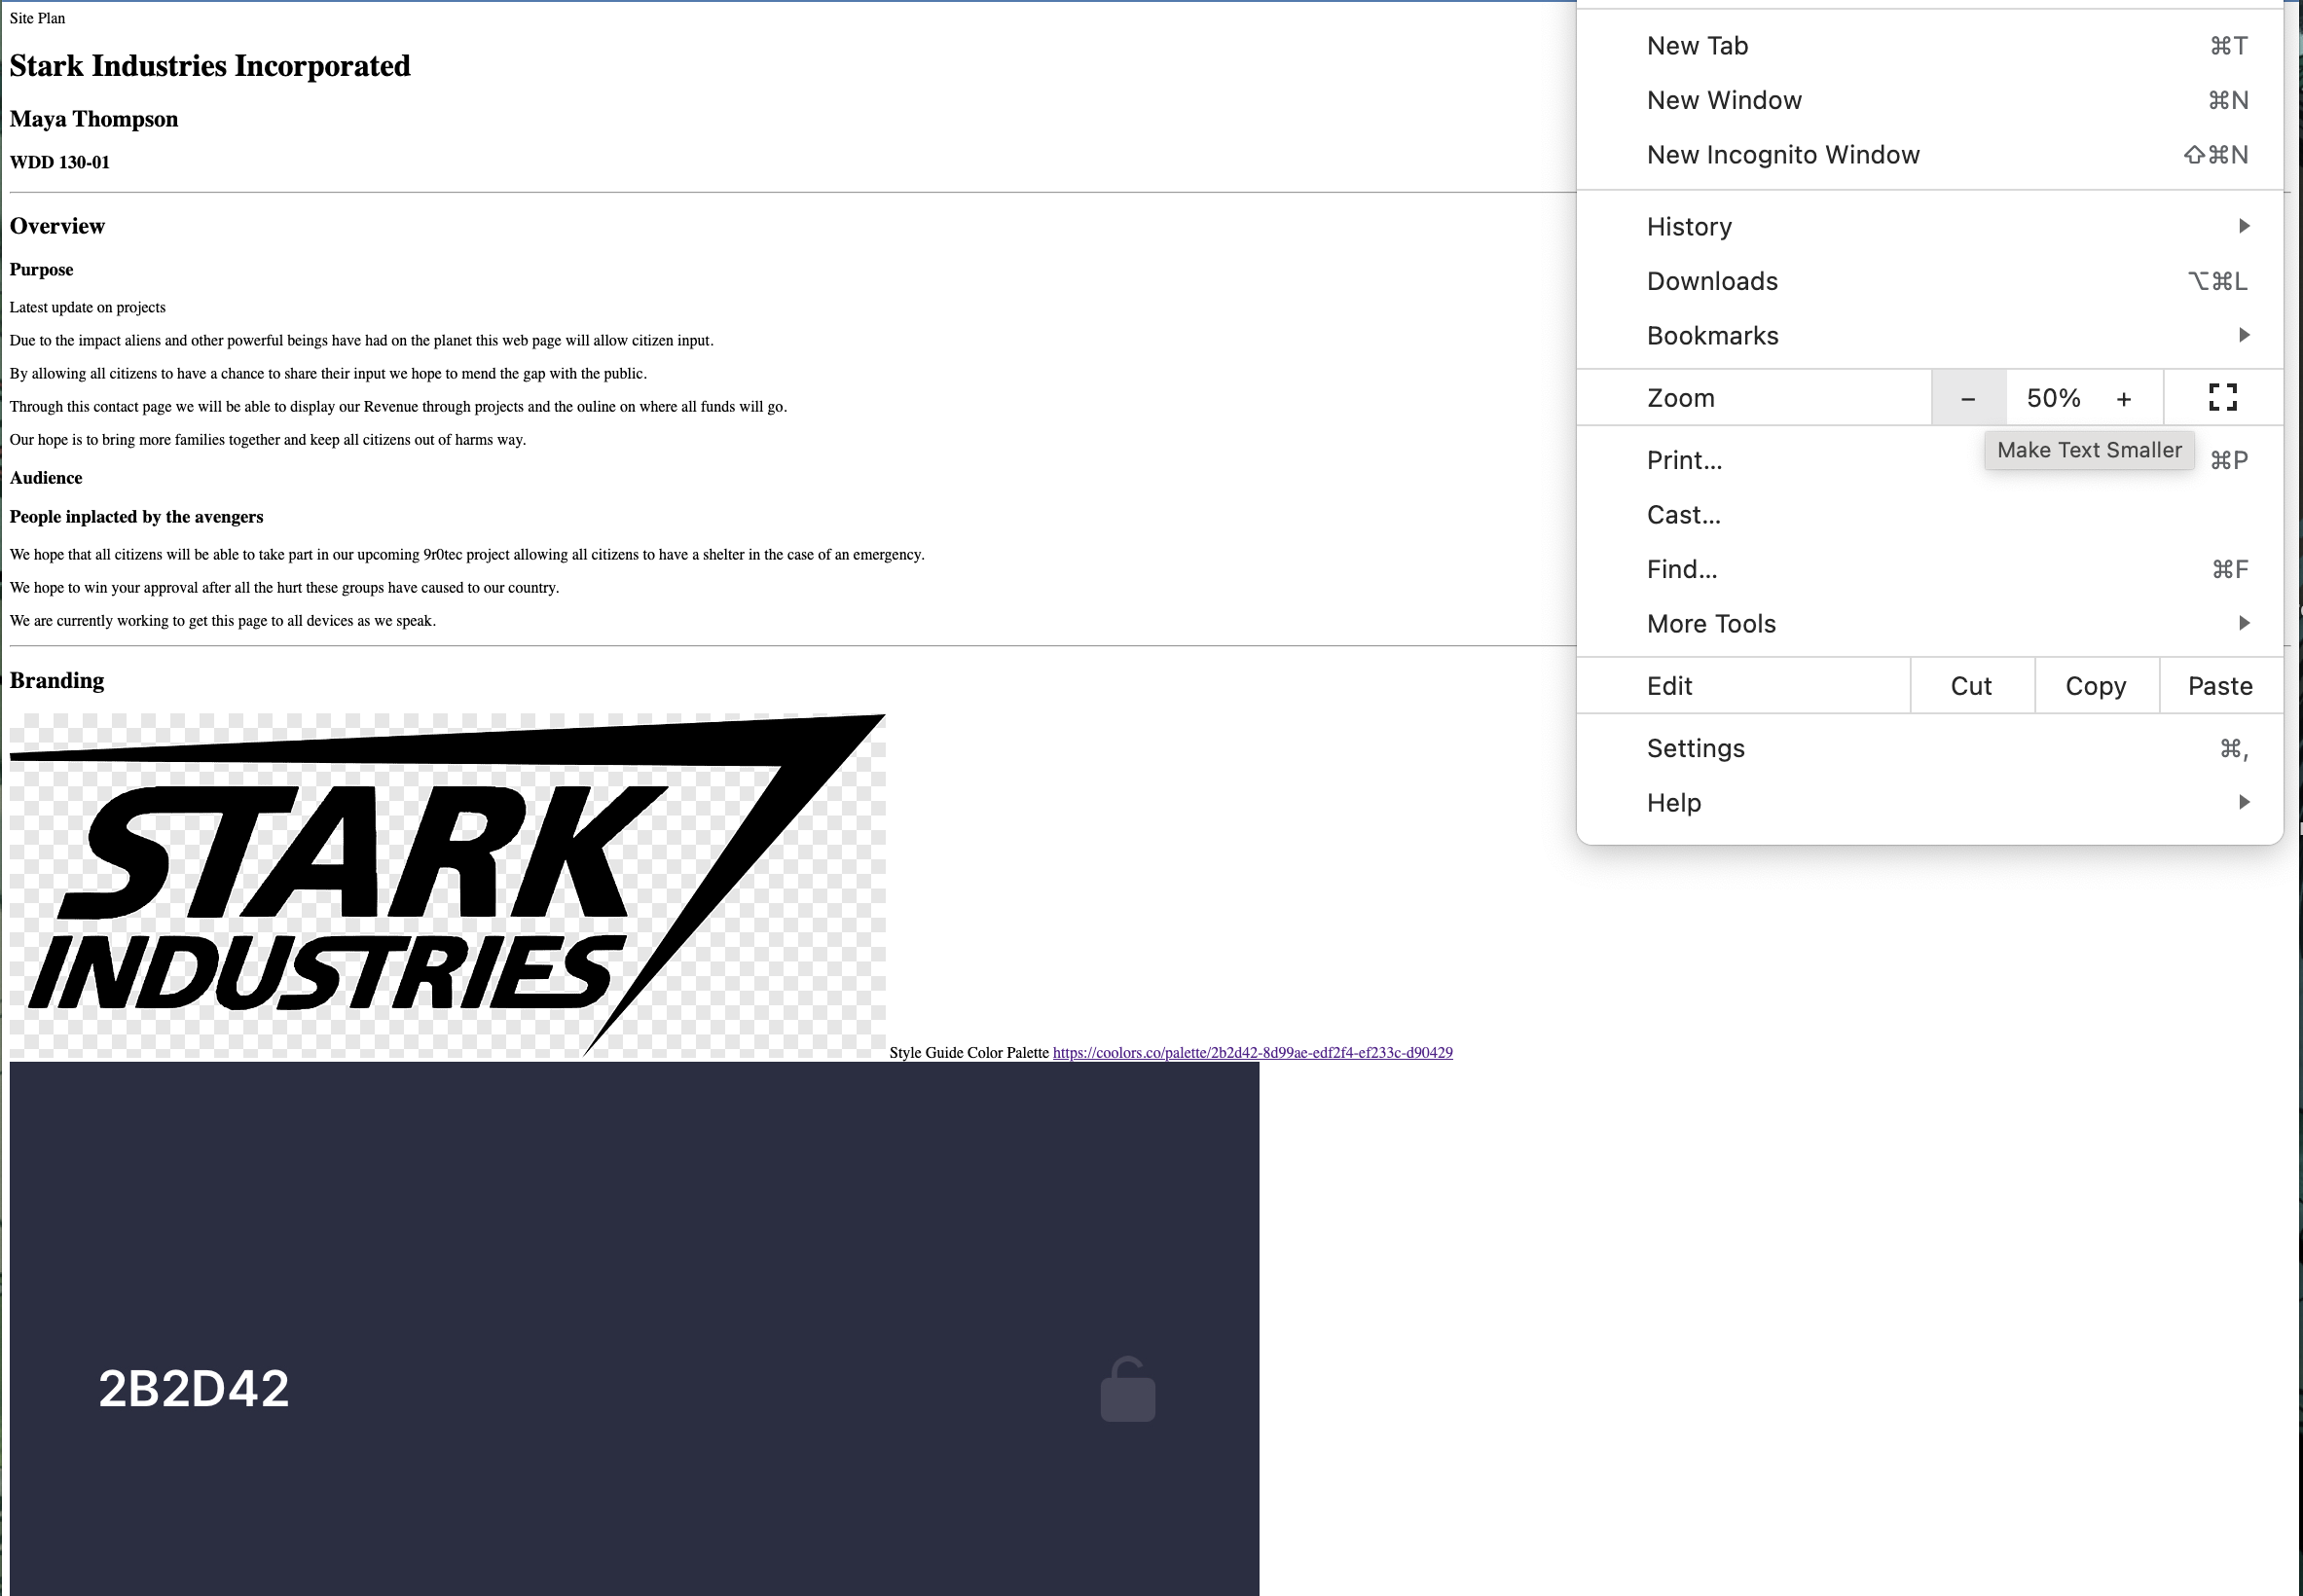 Site Plan
Stark Industries Incorporated
Maya Thompson
WDD 130-01
Overview
Purpose
Latest update on projects
Due to the impact aliens and other powerful beings have had on the planet this web page will allow citizen input.
By allowing all citizens to have a chance to share their input we hope to mend the gap with the public.
Through this contact page we will be able to display our Revenue through projects and the ouline on where all funds will go.
Our hope is to bring more families together and keep all citizens out of harms way.
Audience
People inplacted by the avengers
We hope that all citizens will be able to take part in our upcoming 9r0tec project allowing all citizens to have a shelter in the case of an emergency.
We hope to win your approval after all the hurt these groups have caused to our country.
We are currently working to get this page to all devices as we speak.
Branding
STARK
INDUSTRIES
Style Guide Color Palette https://coolors.co/palette/2b2d42-8d99ae-edf2f4-ef233c-d90429
2B2D42
New Tab ⌘T
New Window ⌘N
New Incognito Window ⇧⌘N
History
Downloads ⌥⌘L
Bookmarks
Zoom − 50% +
Make Text Smaller
Print... ⌘P
Cast...
Find... ⌘F
More Tools
Edit Cut Copy Paste
Settings ⌘,
Help